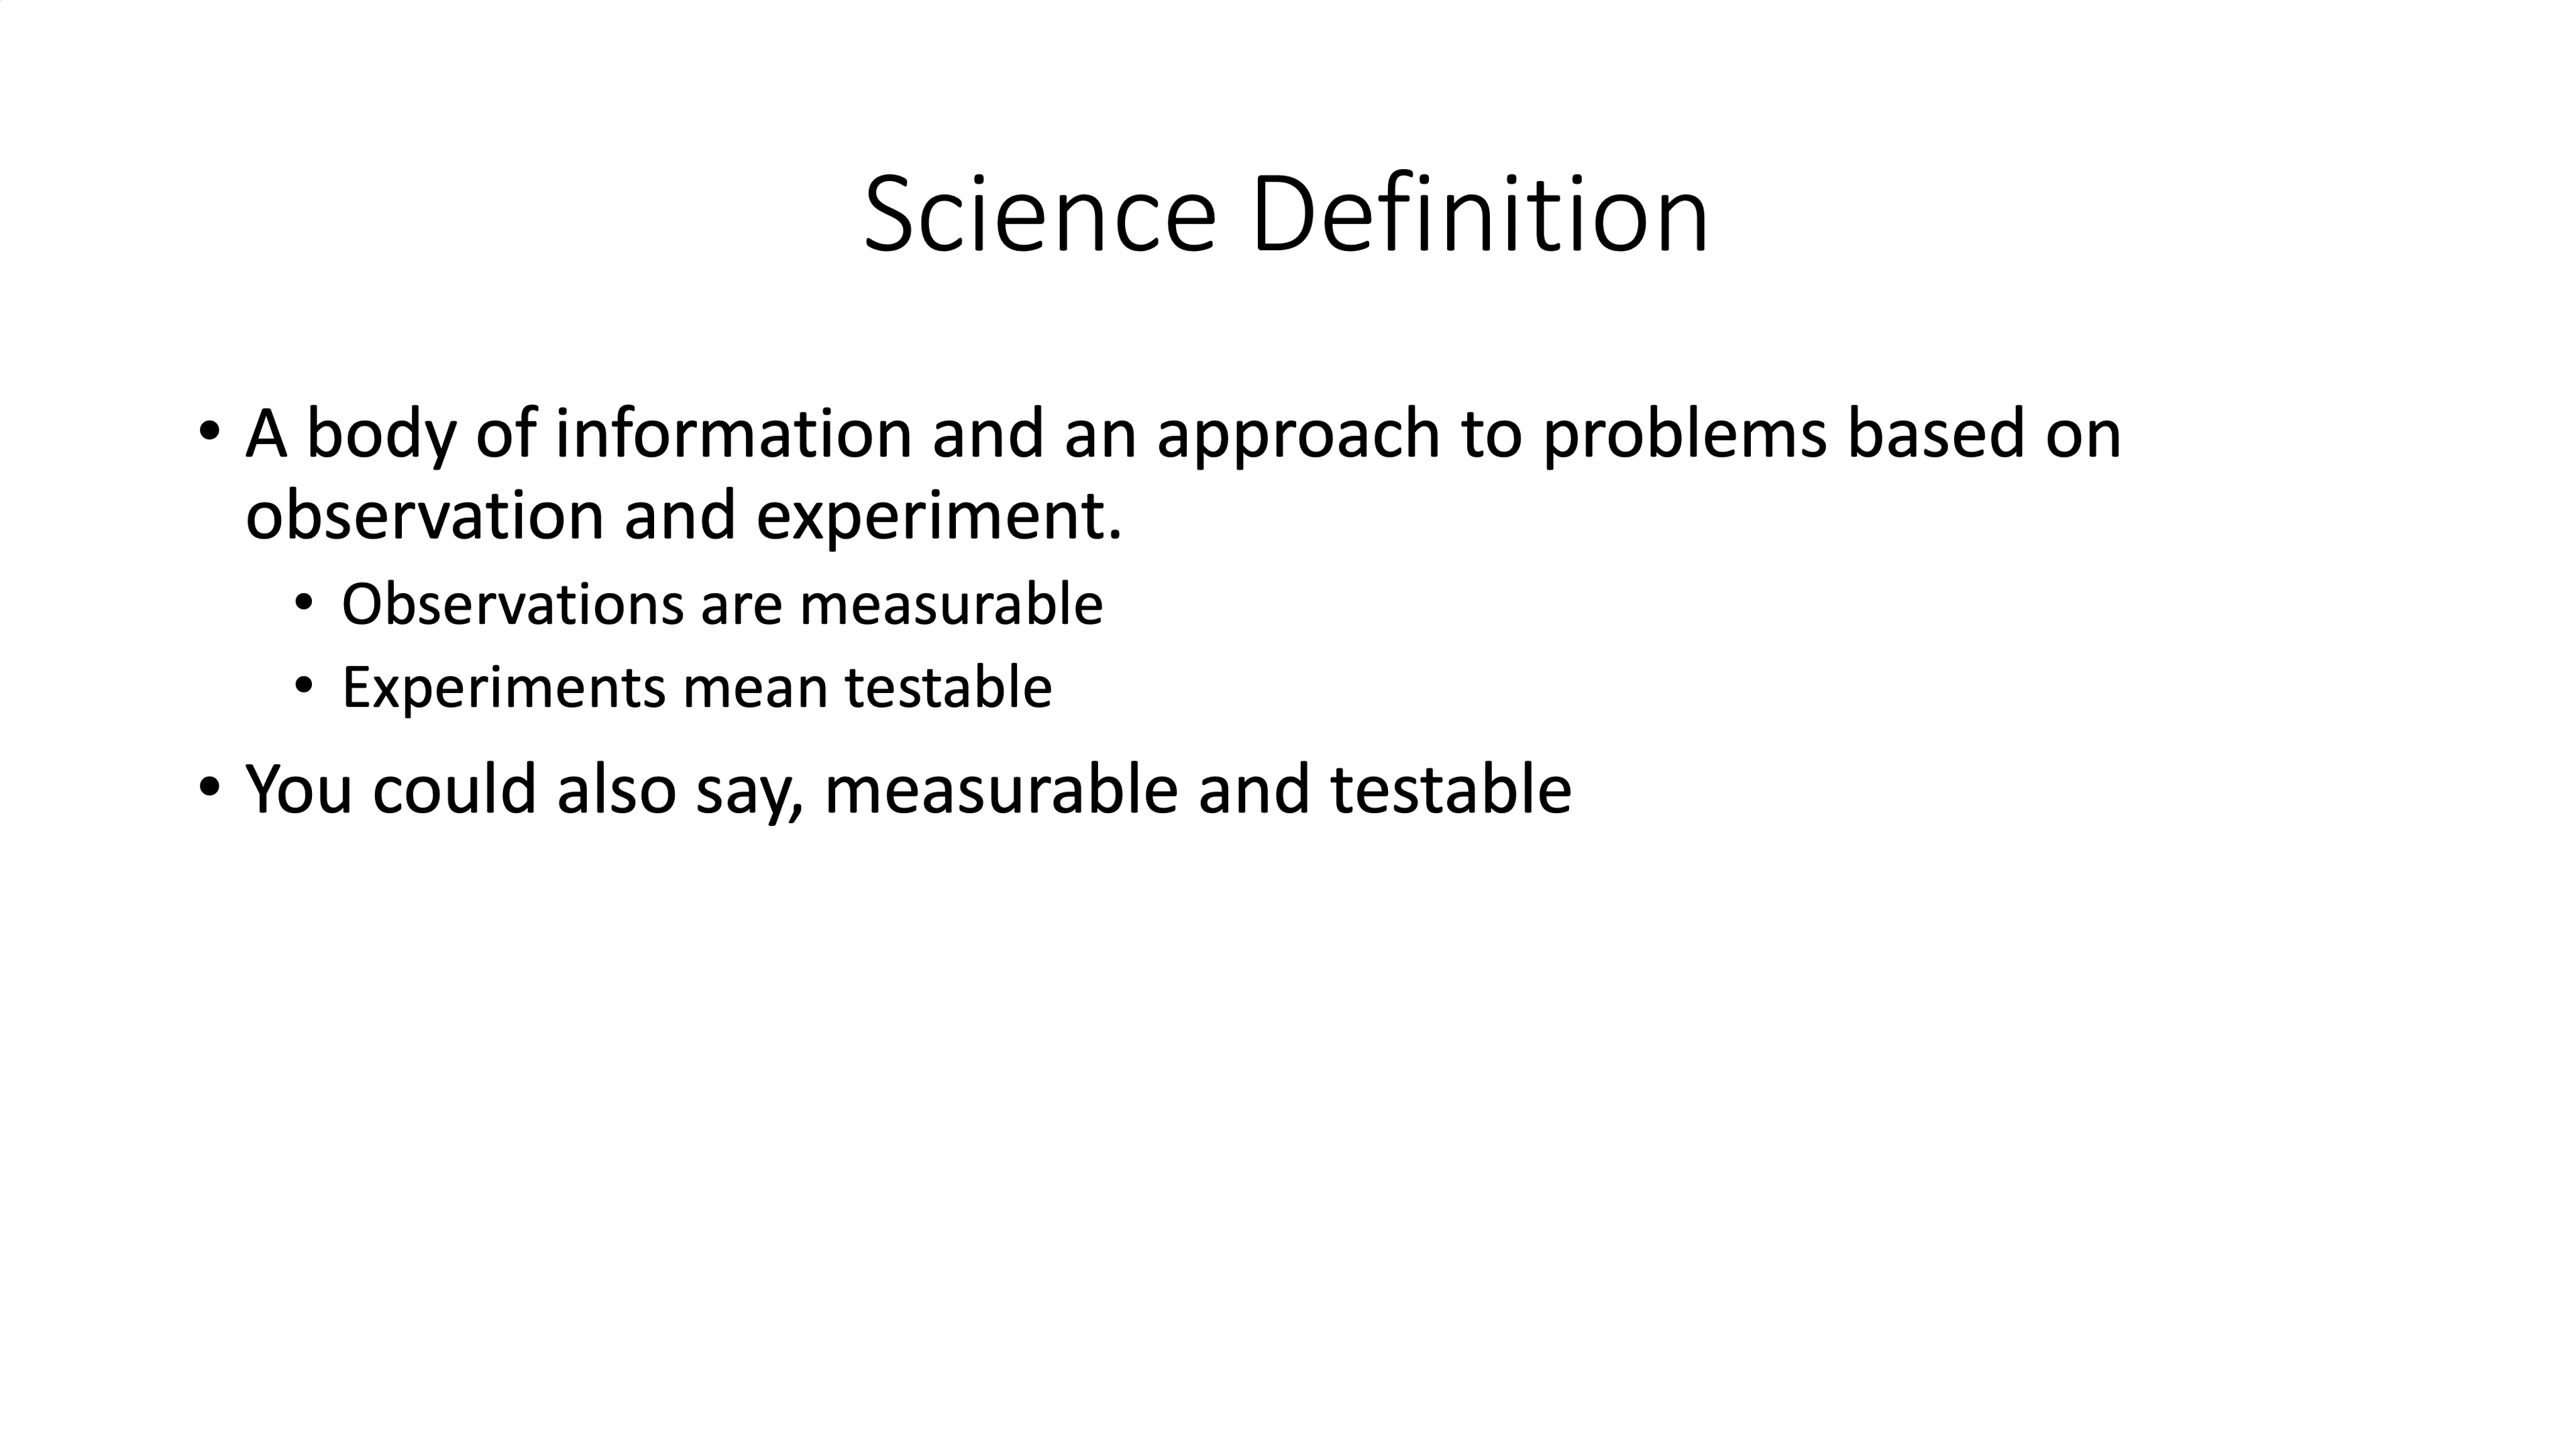 Science Definition
• A body of information and an approach to problems based on
observation and experiment.
• Observations are measurable
• Experiments mean testable
• You could also say, measurable and testable